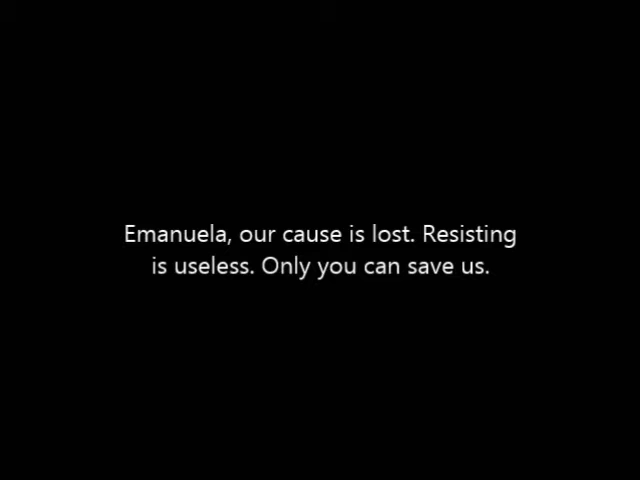 Emanuela, our cause is lost. Resisting
is useless. Only you can save us.